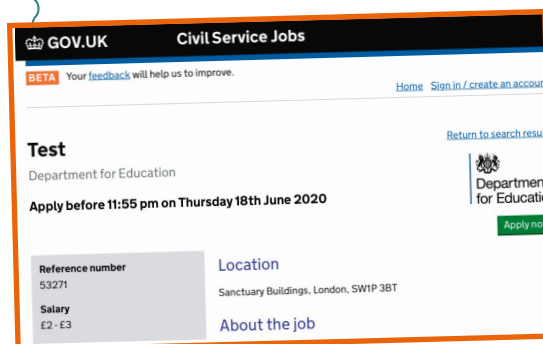 GOV.UK
Civil Service Jobs
BETA Your feedback will help us to improve.
Home Sign in / create an accoun
Return to search resu
Test
Department for Education
Apply before 11:55 pm on Thursday 18th June 2020
Departmen
for Educatio
Apply no
Reference number
53271
Salary
£2 - £3
Location
Sanctuary Buildings, London, SW1P 3BT
About the job